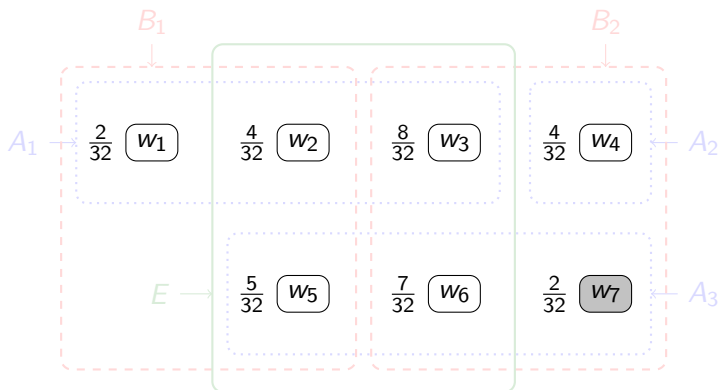 B₁ B₂
A₁ 2/32 w₁ 4/32 w₂ 8/32 w₃ 4/32 w₄ A₂
E 5/32 w₅ 7/32 w₆ 2/32 w₇ A₃